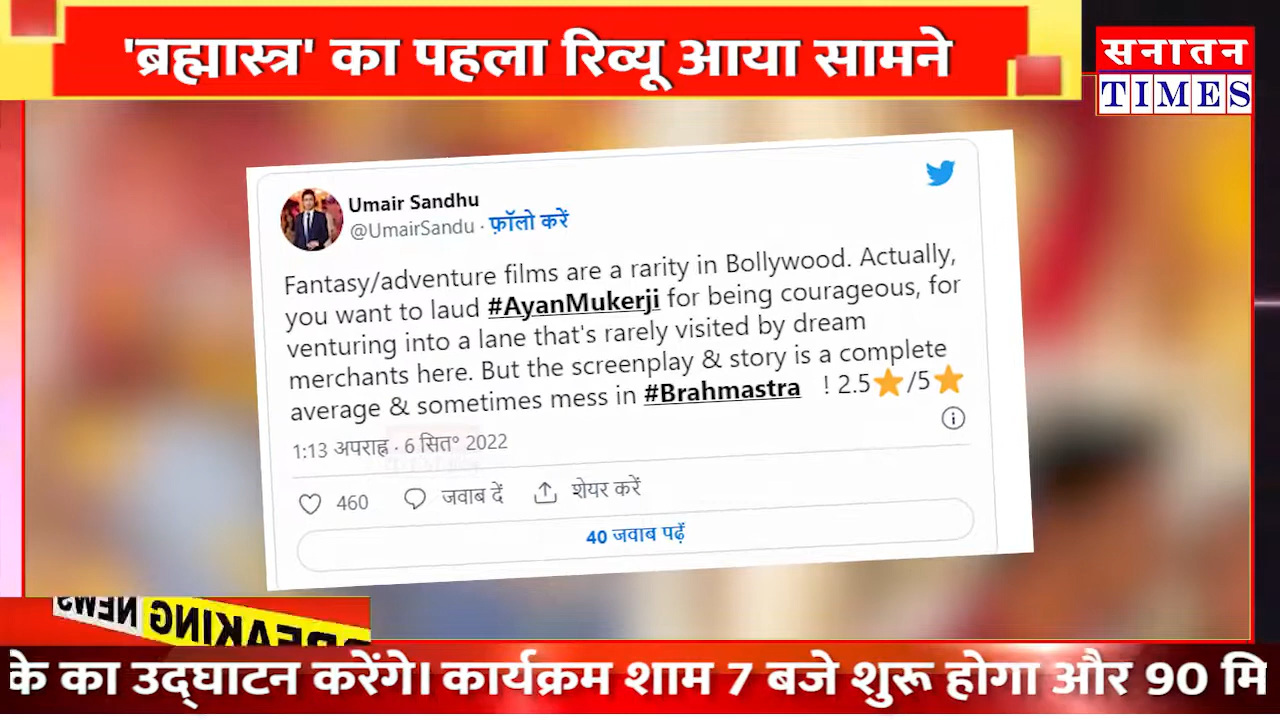 'ब्रह्मास्त्र' का पहला रिव्यू आया सामने
सनातन
TIMES
Umair Sandhu
@UmairSandu · फ़ॉलो करें
Fantasy/adventure films are a rarity in Bollywood. Actually,
you want to laud #AyanMukerji for being courageous, for
venturing into a lane that's rarely visited by dream
merchants here. But the screenplay & story is a complete
average & sometimes mess in #Brahmastra ! 2.5⭐/5⭐
1:13 अपराह्न · 6 सित॰ 2022
460 जवाब दें शेयर करें
40 जवाब पढ़ें
BREAKING NEWS
के का उद्घाटन करेंगे। कार्यक्रम शाम 7 बजे शुरू होगा और 90 मि